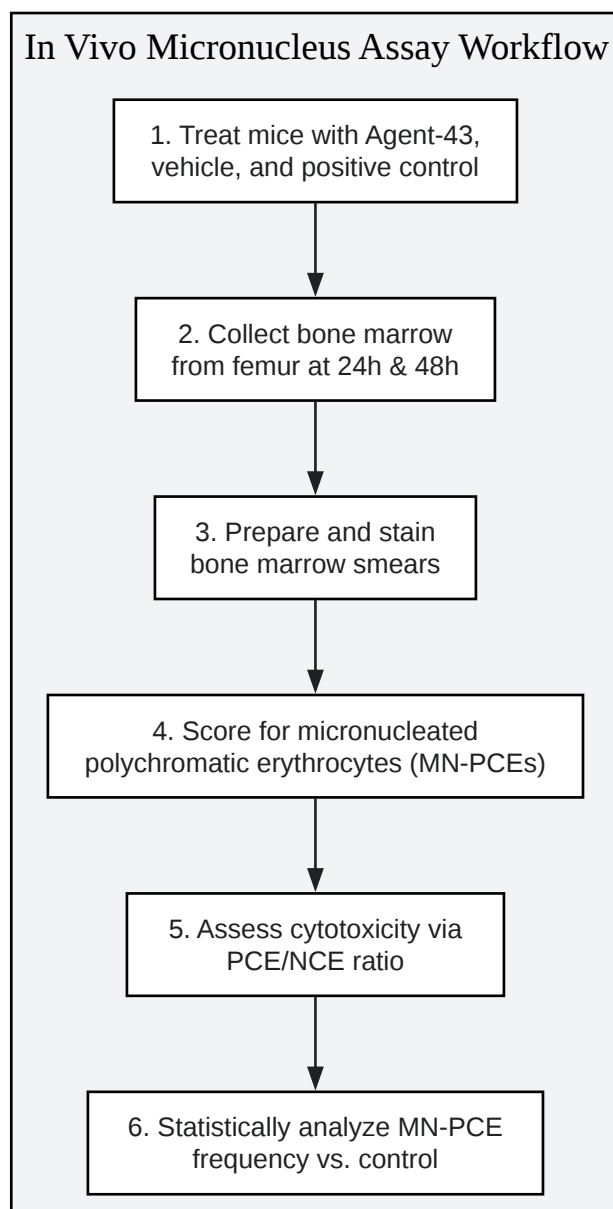 In Vivo Micronucleus Assay Workflow
1. Treat mice with Agent-43,
vehicle, and positive control
2. Collect bone marrow
from femur at 24h & 48h
3. Prepare and stain
bone marrow smears
4. Score for micronucleated
polychromatic erythrocytes (MN-PCEs)
5. Assess cytotoxicity via
PCE/NCE ratio
6. Statistically analyze MN-PCE
frequency vs. control